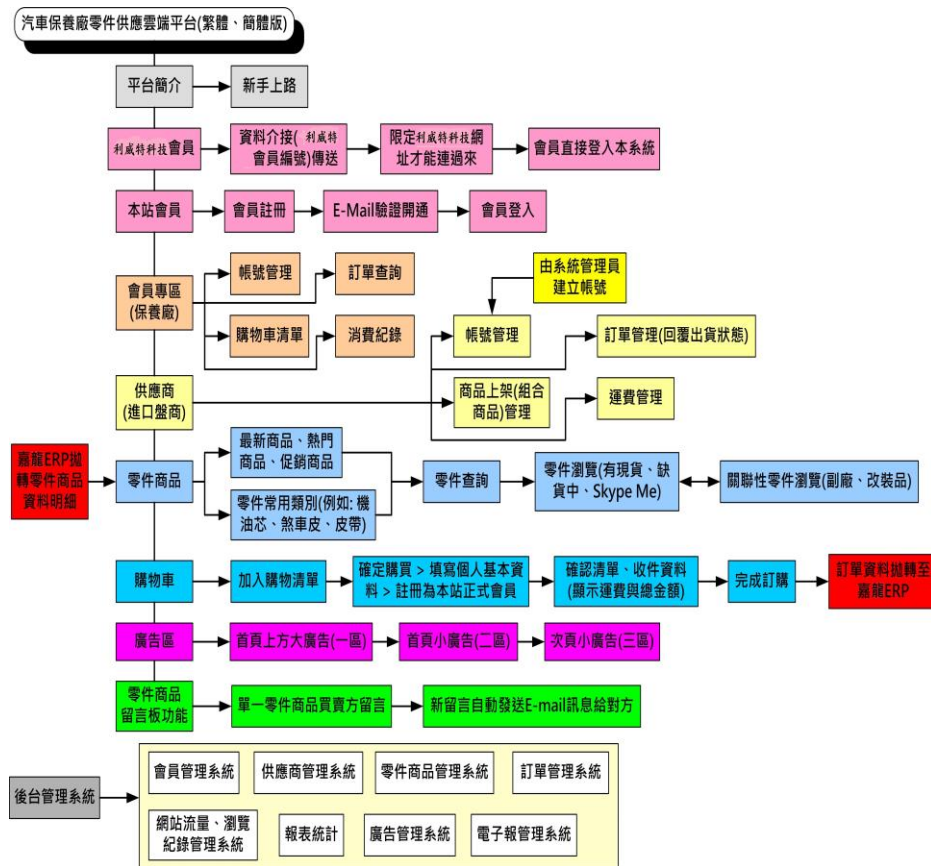 汽車保養廠零件供應雲端平台(繁體、簡體版)
平台簡介
新手上路
利威特科技會員
資料介接( 利威特
會員編號)傳送
限定利威特科技網
址才能連過來
會員直接登入本系統
本站會員
會員註冊
E-Mail驗證開通
會員登入
會員專區
(保養廠)
帳號管理
訂單查詢
購物車清單
消費紀錄
由系統管理員
建立帳號
帳號管理
訂單管理(回覆出貨狀態)
供應商
(進口盤商)
商品上架(組合
商品)管理
運費管理
嘉龍ERP拋
轉零件商品
資料明細
零件商品
最新商品、熱門
商品、促銷商品
零件常用類別(例如: 機
油芯、煞車皮、皮帶)
零件查詢
零件瀏覽(有現貨、缺
貨中、Skype Me)
關聯性零件瀏覽(副廠、改裝品)
購物車
加入購物清單
確定購買 > 填寫個人基本資
料 > 註冊為本站正式會員
確認清單、收件資料
(顯示運費與總金額)
完成訂購
訂單資料拋轉至
嘉龍ERP
廣告區
首頁上方大廣告(一區)
首頁小廣告(二區)
次頁小廣告(三區)
零件商品
留言板功能
單一零件商品買賣方留言
新留言自動發送E-mail訊息給對方
後台管理系統
會員管理系統
供應商管理系統
零件商品管理系統
訂單管理系統
網站流量、瀏覽
紀錄管理系統
報表統計
廣告管理系統
電子報管理系統